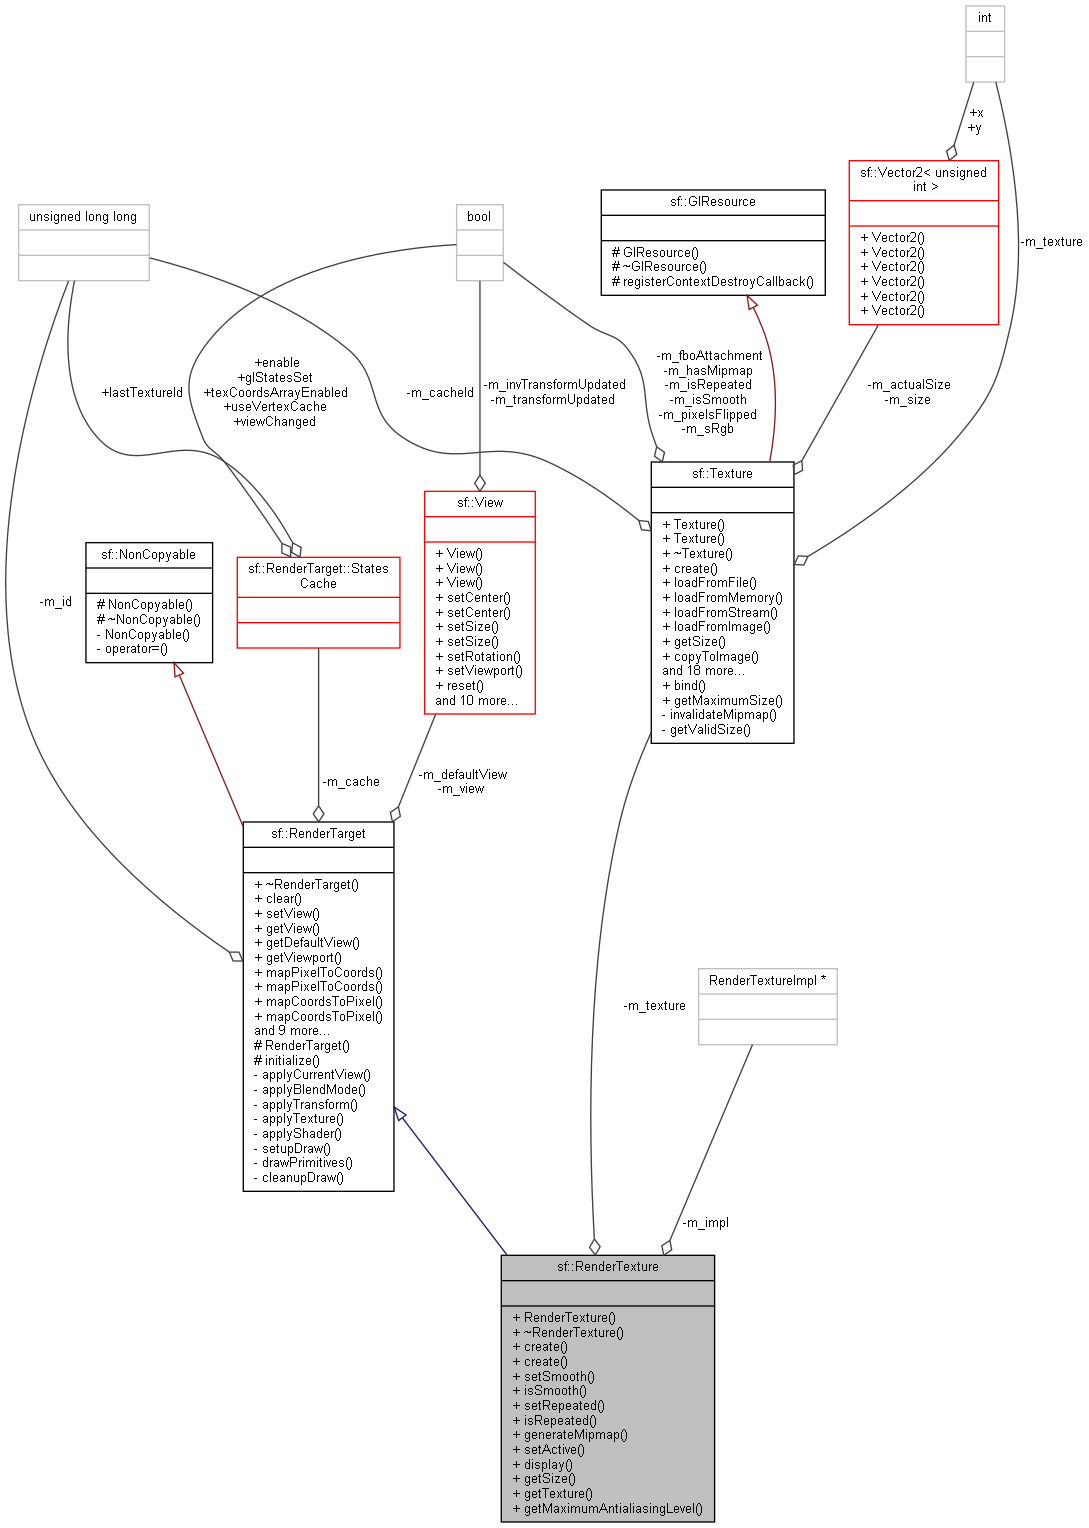 int
+x
+y
sf::Vector2< unsigned
int >
+ Vector2()
+ Vector2()
+ Vector2()
+ Vector2()
+ Vector2()
+ Vector2()
-m_texture
sf::GlResource
# GlResource()
# ~GlResource()
# registerContextDestroyCallback()
unsigned long long
bool
+lastTextureId
+enable
+glStatesSet
+texCoordsArrayEnabled
+useVertexCache
+viewChanged
-m_cacheId
-m_invTransformUpdated
-m_transformUpdated
-m_fboAttachment
-m_hasMipmap
-m_isRepeated
-m_isSmooth
-m_pixelsFlipped
-m_sRgb
-m_actualSize
-m_size
sf::Texture
+ Texture()
+ Texture()
+ ~Texture()
+ create()
+ loadFromFile()
+ loadFromMemory()
+ loadFromStream()
+ loadFromImage()
+ getSize()
+ copyToImage()
and 18 more...
+ bind()
+ getMaximumSize()
- invalidateMipmap()
- getValidSize()
sf::View
+ View()
+ View()
+ View()
+ setCenter()
+ setCenter()
+ setSize()
+ setSize()
+ setRotation()
+ setViewport()
+ reset()
and 10 more...
sf::RenderTarget::States
Cache
sf::NonCopyable
# NonCopyable()
# ~NonCopyable()
- NonCopyable()
- operator=()
-m_id
-m_cache
-m_defaultView
-m_view
sf::RenderTarget
+ ~RenderTarget()
+ clear()
+ setView()
+ getView()
+ getDefaultView()
+ getViewport()
+ mapPixelToCoords()
+ mapPixelToCoords()
+ mapCoordsToPixel()
+ mapCoordsToPixel()
and 9 more...
# RenderTarget()
# initialize()
- applyCurrentView()
- applyBlendMode()
- applyTransform()
- applyTexture()
- applyShader()
- setupDraw()
- drawPrimitives()
- cleanupDraw()
-m_texture
RenderTextureImpl *
-m_impl
sf::RenderTexture
+ RenderTexture()
+ ~RenderTexture()
+ create()
+ create()
+ setSmooth()
+ isSmooth()
+ setRepeated()
+ isRepeated()
+ generateMipmap()
+ setActive()
+ display()
+ getSize()
+ getTexture()
+ getMaximumAntialiasingLevel()